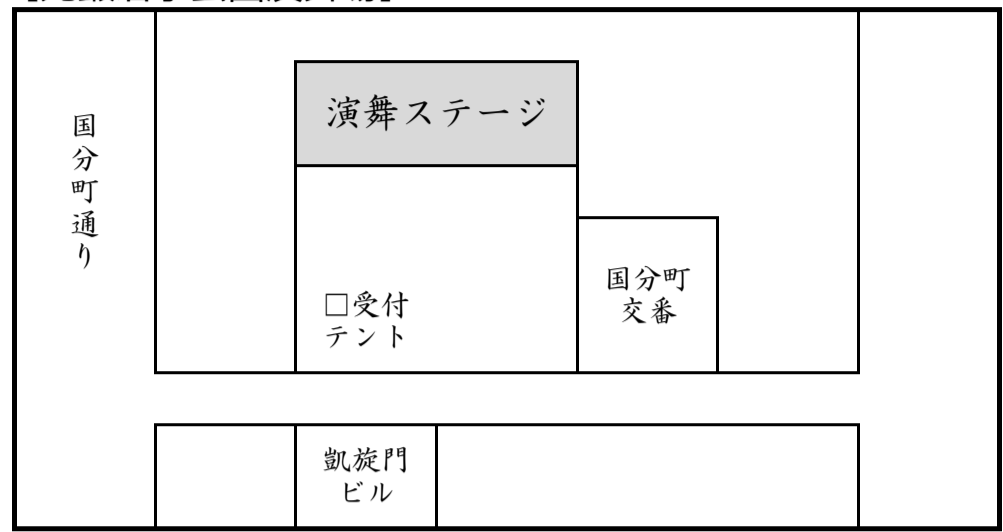 国分町通り
演舞ステージ
□受付
テント
国分町
交番
凱旋門
ビル